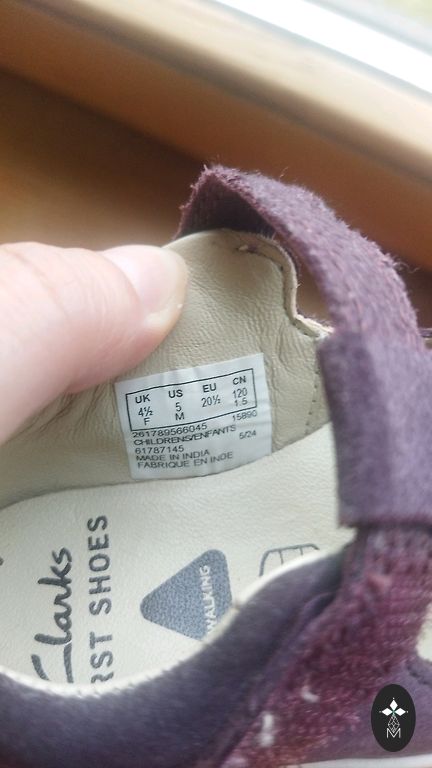 UK US EU CN
4½ 5 20½ 120
F M 1.5
261789566045 15890
CHILDRENS/ENFANTS
61787145 5/24
MADE IN INDIA
FABRIQUE EN INDE
Clarks
RST SHOES
WALKING
M